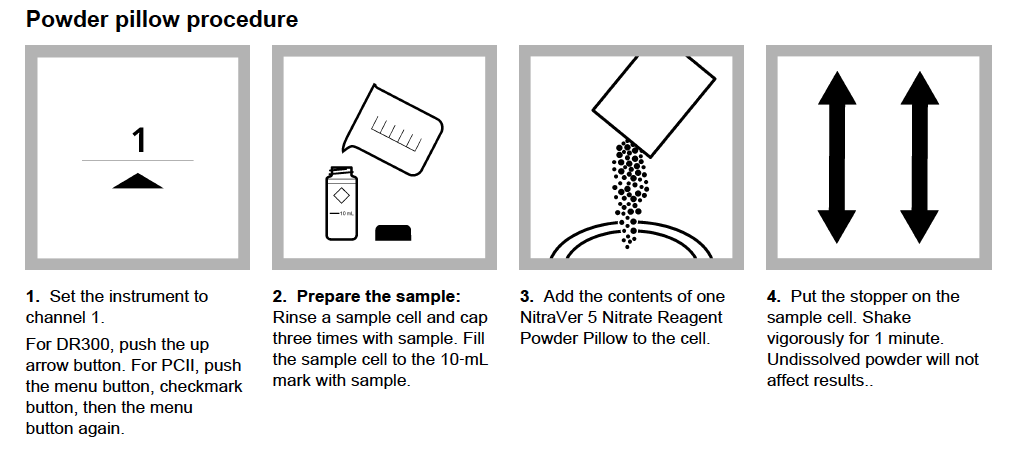 Powder pillow procedure
1
10 mL
1. Set the instrument to
channel 1.
For DR300, push the up
arrow button. For PCII, push
the menu button, checkmark
button, then the menu
button again.
2. Prepare the sample:
Rinse a sample cell and cap
three times with sample. Fill
the sample cell to the 10-mL
mark with sample.
3. Add the contents of one
NitraVer 5 Nitrate Reagent
Powder Pillow to the cell.
4. Put the stopper on the
sample cell. Shake
vigorously for 1 minute.
Undissolved powder will not
affect results..